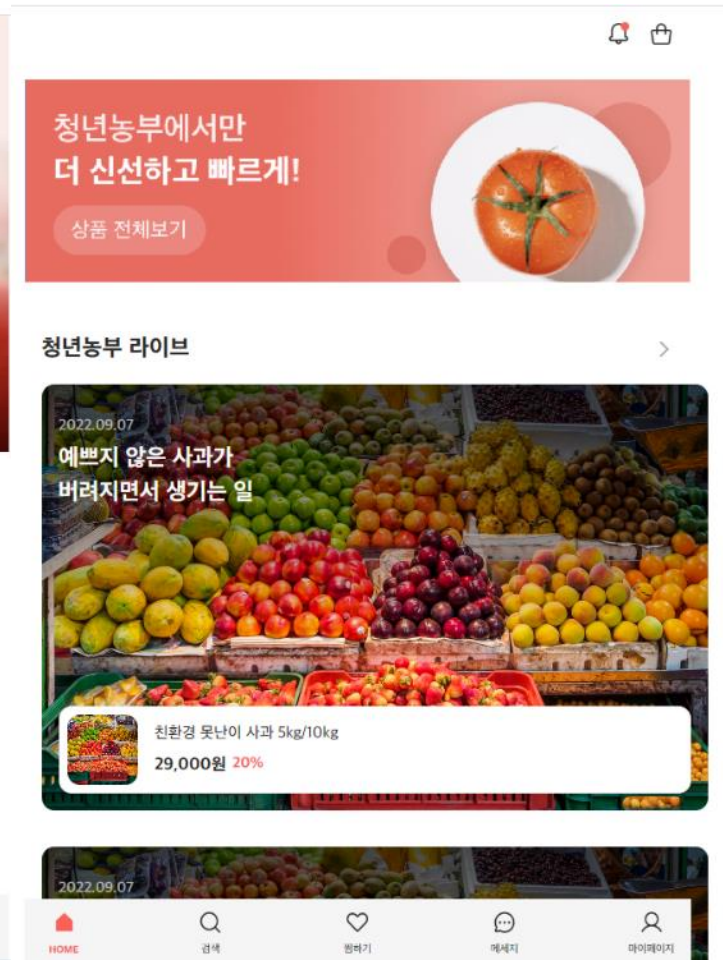 청년농부에서만
더 신선하고 빠르게!
상품 전체보기
청년농부 라이브
2022.09.07
예쁘지 않은 사과가
버려지면서 생기는 일
친환경 못난이 사과 5kg/10kg
29,000원 20%
2022.09.07
HOME
검색
찜하기
메세지
마이페이지